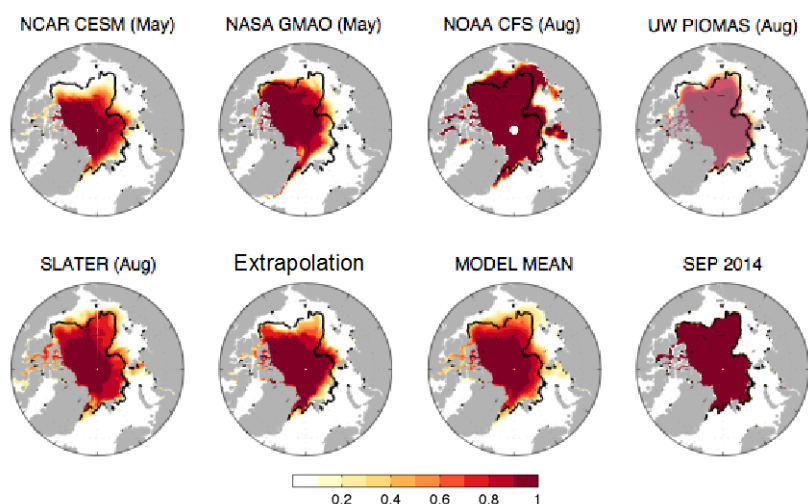 NCAR CESM (May) NASA GMAO (May) NOAA CFS (Aug) UW PIOMAS (Aug)
SLATER (Aug) Extrapolation MODEL MEAN SEP 2014
0.2 0.4 0.6 0.8 1